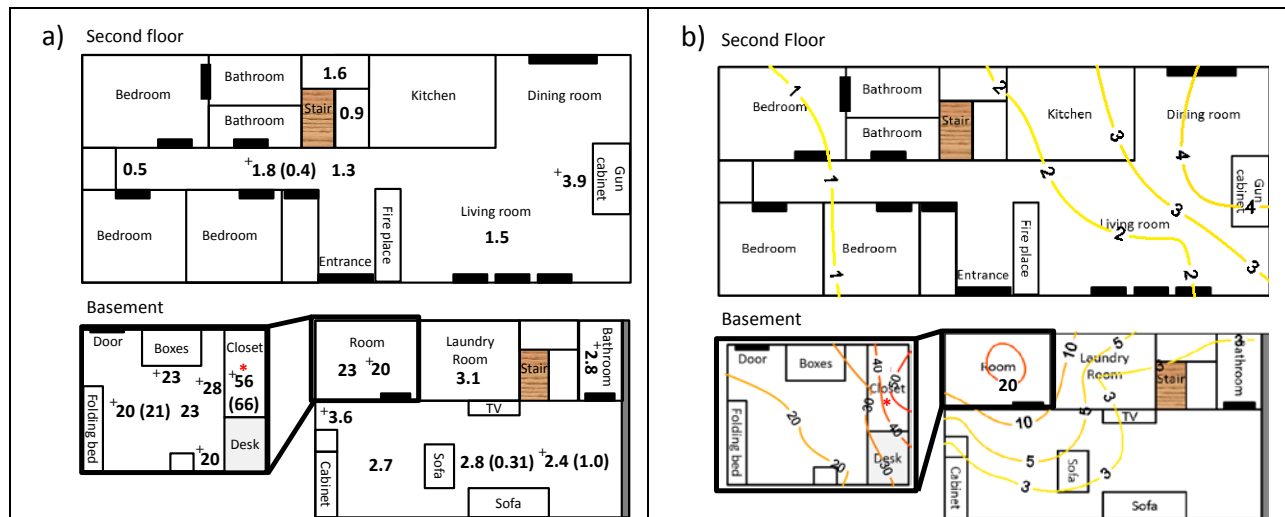 a)
Second floor
Bedroom
Bathroom
Bathroom
1.6
Stair
0.9
Kitchen
Dining room
0.5
+1.8 (0.4)
1.3
+3.9
Gun
cabinet
Bedroom
Bedroom
Entrance
Fire place
Living room
1.5
Basement
Door
Boxes
Closet
*
+23
+28
+56
(66)
+20 (21)
23
Folding bed
+20
Desk
Room
23 +20
Laundry
Room
3.1
Stair
Bathroom
+2.8
+3.6
TV
2.7
Cabinet
Sofa
2.8 (0.31)
+2.4 (1.0)
Sofa
b)
Second Floor
Bedroom
1
Bathroom
Bathroom
Stair
2
Kitchen
3
Dining room
4
Gun
cabinet
4
1
2
3
Bedroom
Bedroom
1
Entrance
Fire place
Living room
2
2
3
Basement
Door
Boxes
Closet
*
40
30
20
40
Folding bed
20
30
Desk
Room
20
10
5
Laundry
Room
5
3
3
Stair
Bathroom
3
10
TV
5
5
3
3
Cabinet
Sofa
3
Sofa